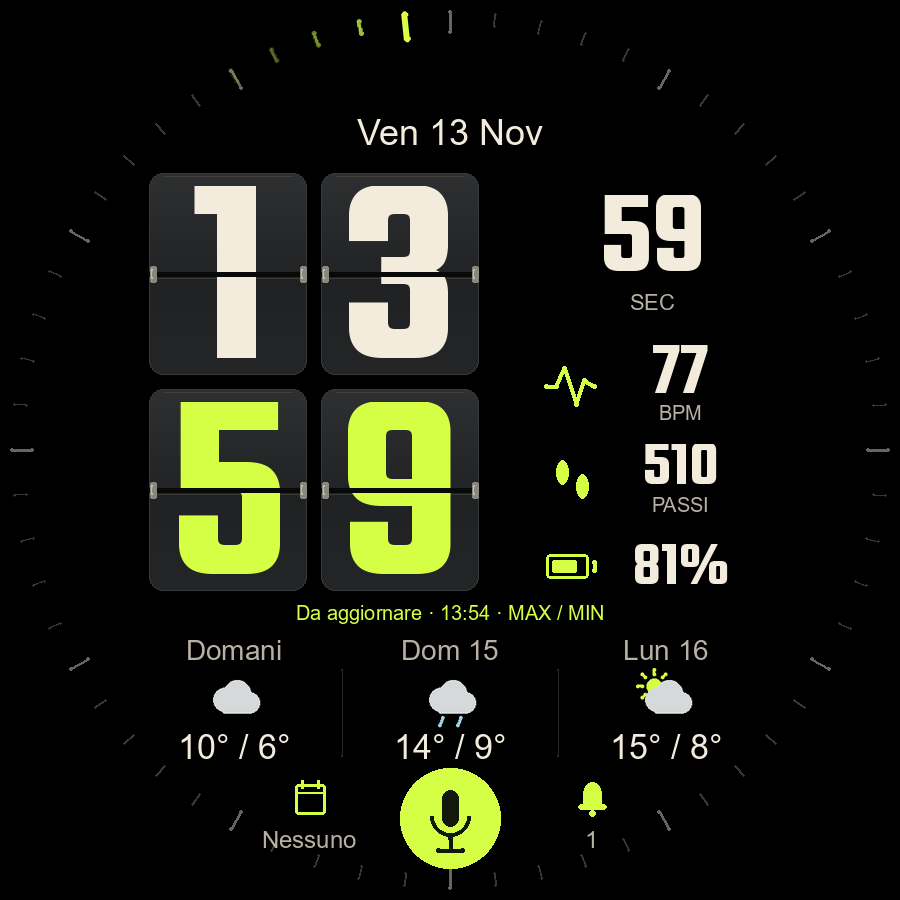 Ven 13 Nov
13
59
59
SEC
77
BPM
510
PASSI
81%
Da aggiornare · 13:54 · MAX / MIN
Domani Dom 15 Lun 16
10° / 6° 14° / 9° 15° / 8°
Nessuno 1